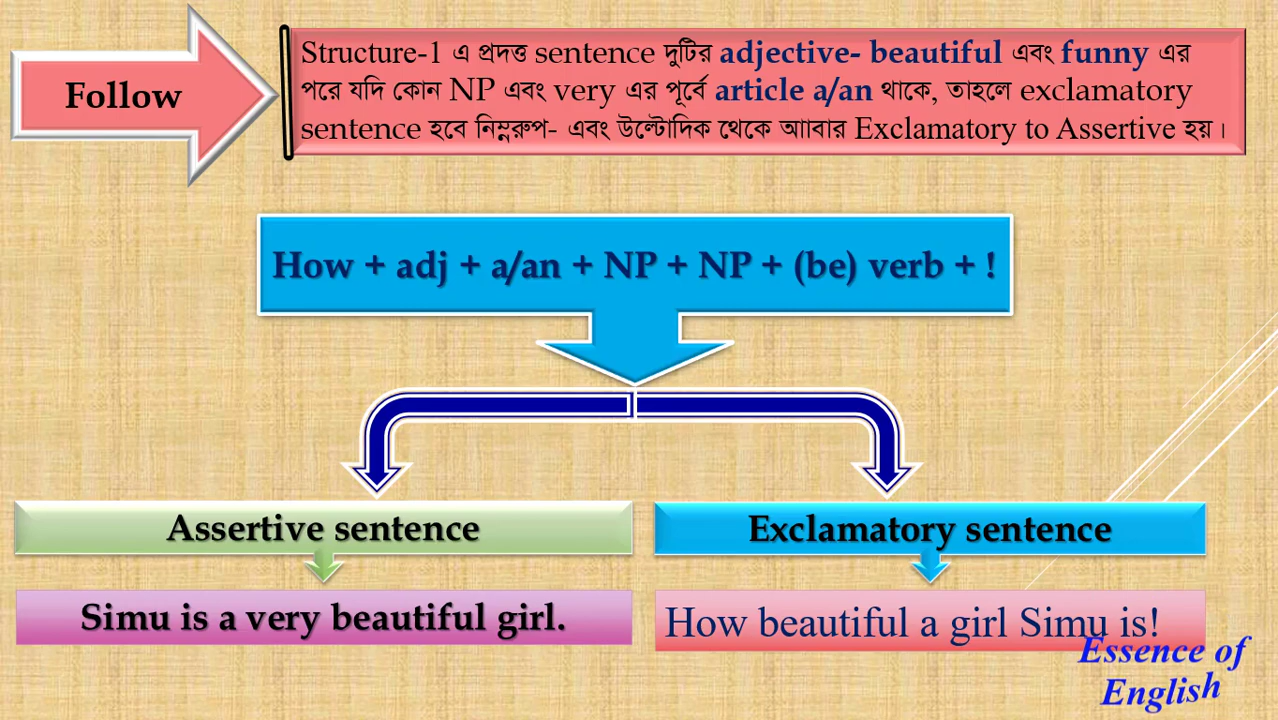 Follow
Structure-1 এ প্রদত্ত sentence দুটির adjective- beautiful এবং funny এর
পরে যদি কোন NP এবং very এর পূর্বে article a/an থাকে, তাহলে exclamatory
sentence হবে নিম্নরুপ- এবং উল্টোদিক থেকে আাবার Exclamatory to Assertive হয়।
How + adj + a/an + NP + NP + (be) verb + !
Assertive sentence
Exclamatory sentence
Simu is a very beautiful girl.
How beautiful a girl Simu is!
Essence of
English